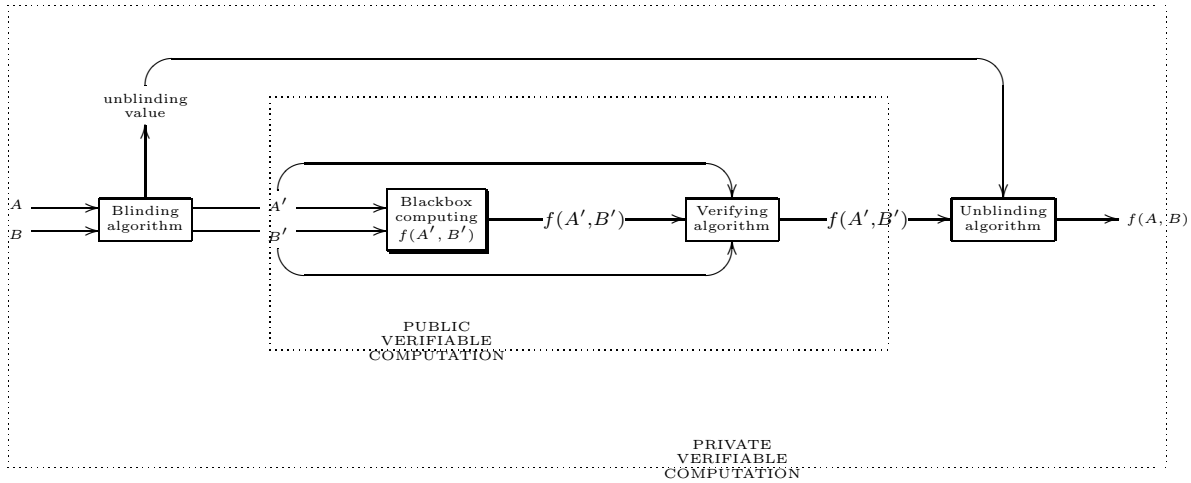 unblinding
value
A
B
Blinding
algorithm
A′
B′
Blackbox
computing
f(A′, B′)
f(A′,B′)
Verifying
algorithm
f(A′,B′)
Unblinding
algorithm
f(A, B)
PUBLIC
VERIFIABLE
COMPUTATION
PRIVATE
VERIFIABLE
COMPUTATION